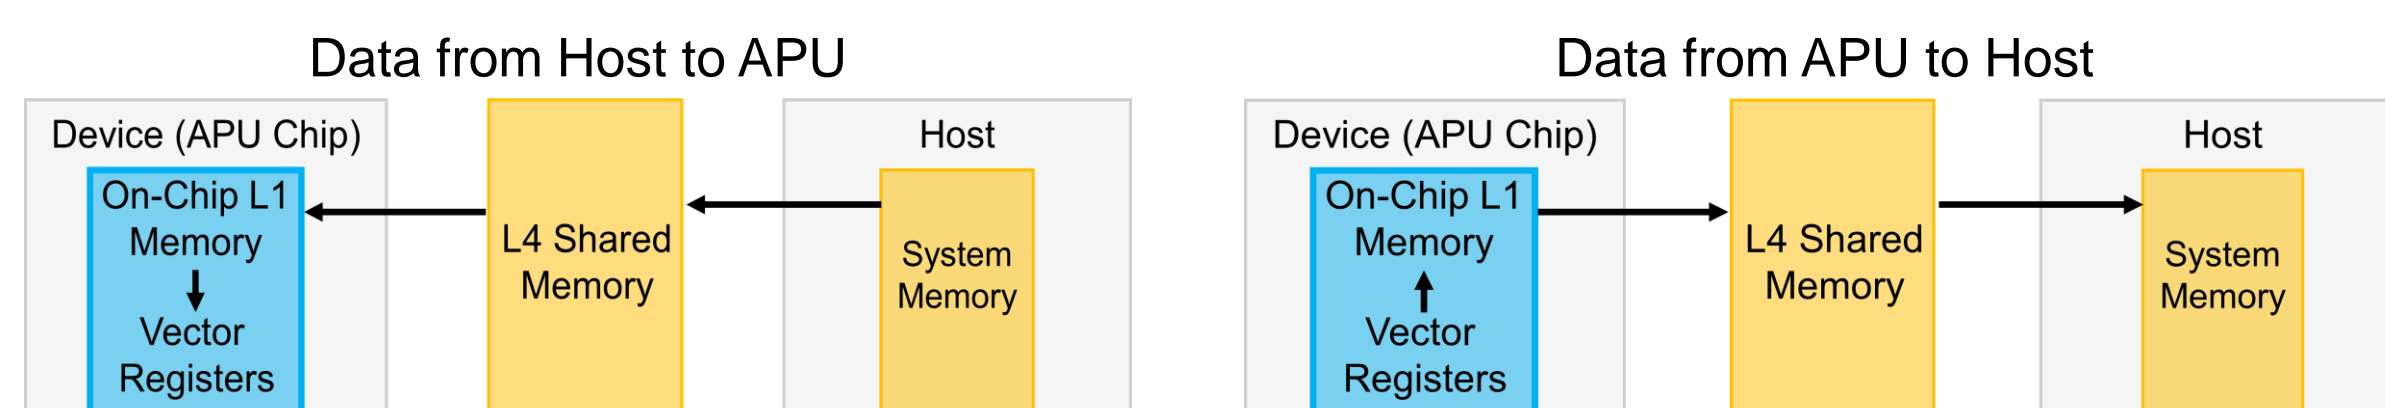 Data from Host to APU
Device (APU Chip)
On-Chip L1
Memory
Vector
Registers
L4 Shared
Memory
Host
System
Memory
Data from APU to Host
Device (APU Chip)
On-Chip L1
Memory
Vector
Registers
L4 Shared
Memory
Host
System
Memory